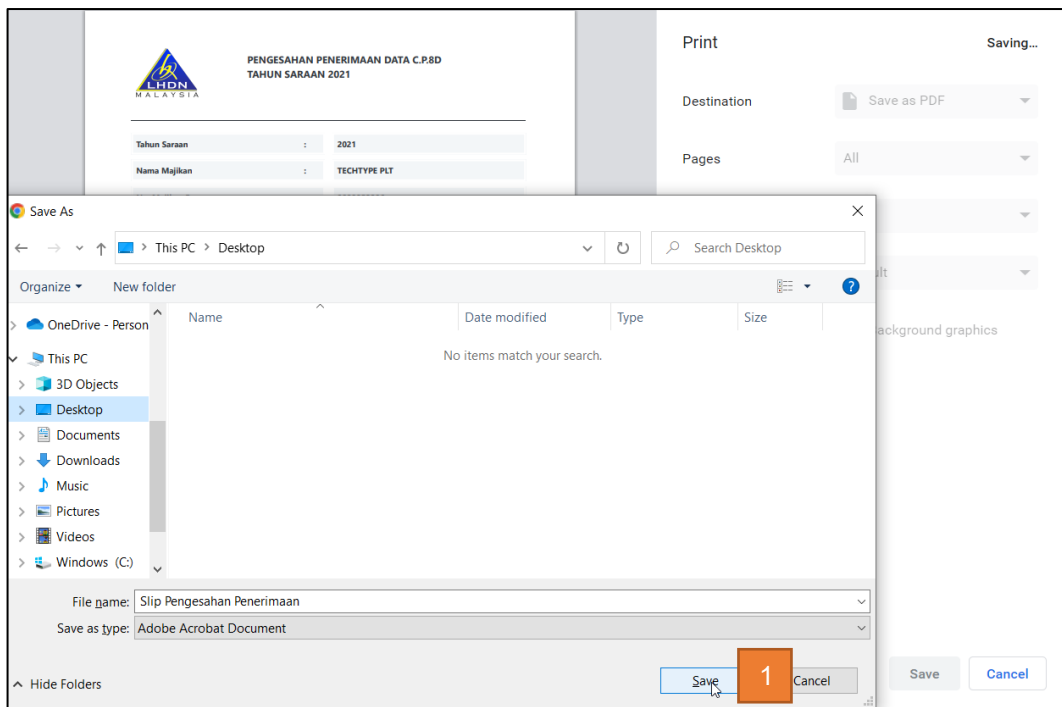 LHDN
MALAYSIA
PENGESAHAN PENERIMAAN DATA C.P.8D
TAHUN SARAAN 2021
Tahun Saraan : 2021
Nama Majikan : TECHTYPE PLT
Print Saving...
Destination Save as PDF
Pages All
ult
ackground graphics
Save Cancel
Save As
This PC > Desktop
Search Desktop
Organize New folder
?
Name Date modified Type Size
No items match your search.
OneDrive - Person
This PC
3D Objects
Desktop
Documents
Downloads
Music
Pictures
Videos
Windows (C:)
File name: Slip Pengesahan Penerimaan
Save as type: Adobe Acrobat Document
Hide Folders
Save 1 Cancel